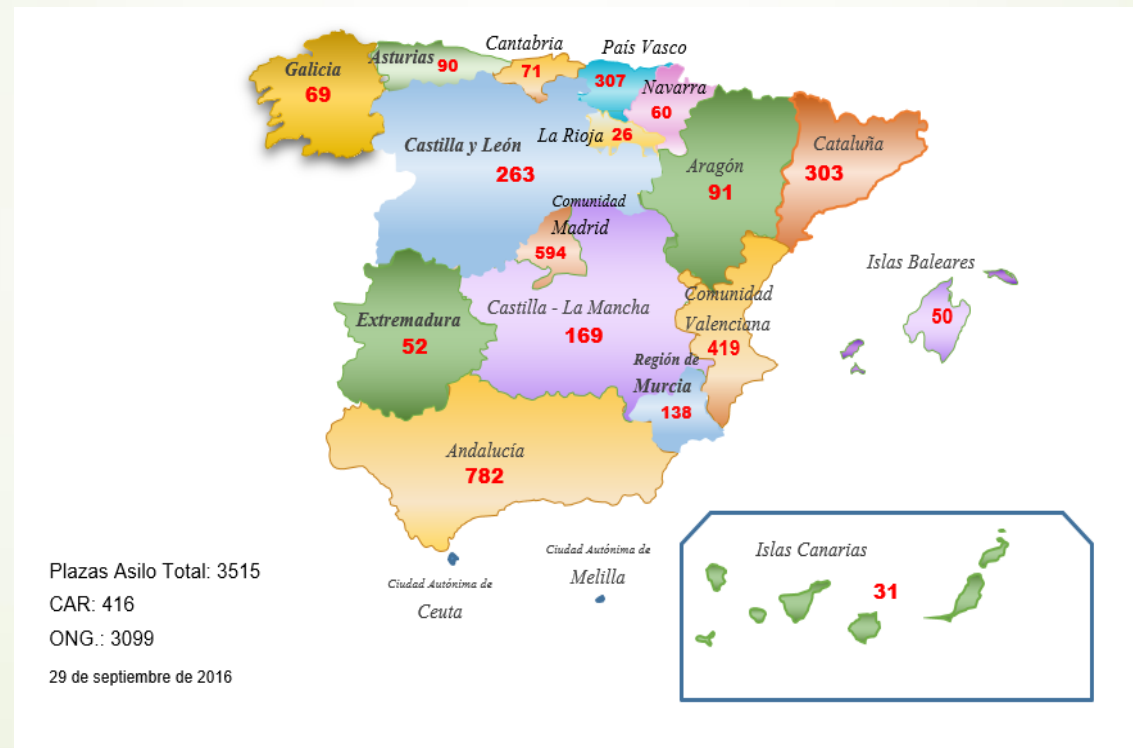 Cantabria
71
País Vasco
307
Asturias
90
Galicia
69
Navarra
60
La Rioja 26
Castilla y León
263
Cataluña
303
Aragón
91
Comunidad
Madrid
594
Islas Baleares
50
Castilla - La Mancha
169
Comunidad
Valenciana
419
Extremadura
52
Región de
Murcia
138
Andalucía
782
Ciudad Autónoma de
Ceuta
Ciudad Autónoma de
Melilla
Islas Canarias
31
Plazas Asilo Total: 3515
CAR: 416
ONG.: 3099
29 de septiembre de 2016